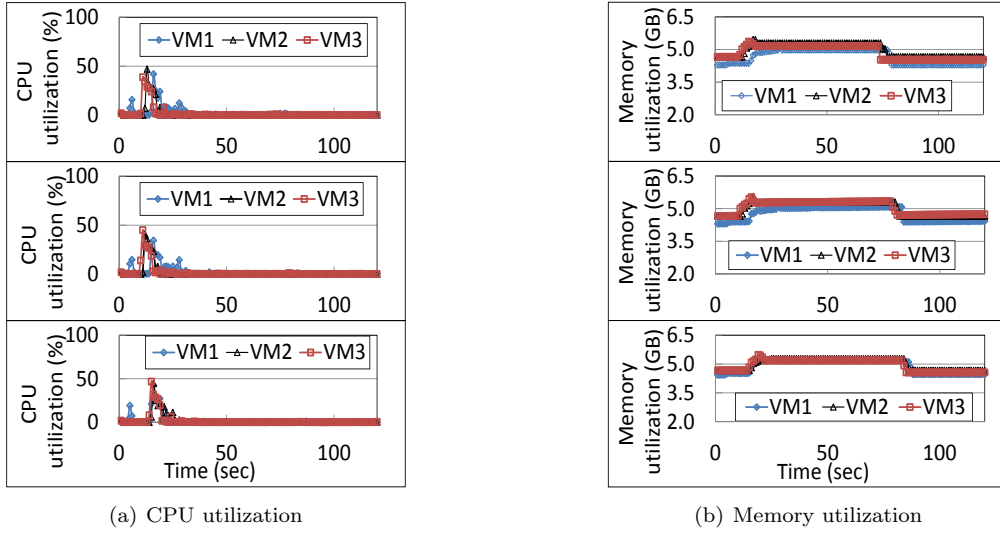 100
50
0
CPU
utilization (%)
VM1 VM2 VM3
0 50 100
100
50
0
CPU
utilization (%)
VM1 VM2 VM3
0 50 100
100
50
0
CPU
utilization (%)
VM1 VM2 VM3
0 50 100
Time (sec)
(a) CPU utilization
6.5
5.0
3.5
2.0
Memory
utilization (GB)
VM1 VM2 VM3
0 50 100
6.5
5.0
3.5
2.0
Memory
utilization (GB)
VM1 VM2 VM3
0 50 100
6.5
5.0
3.5
2.0
Memory
utilization (GB)
VM1 VM2 VM3
0 50 100
Time (sec)
(b) Memory utilization